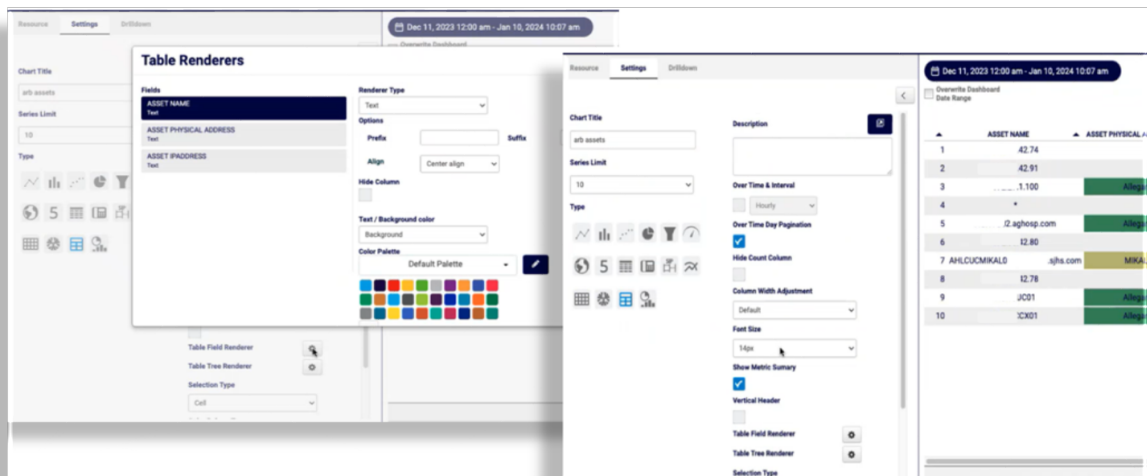 Resource Settings Drilldown
Dec 11, 2023 12:00 am - Jan 10, 2024 10:07 am
Overwrite Dashboard
Chart Title
arb assets
Series Limit
10
Type
5
Table Renderers
Fields
ASSET NAME
Text
ASSET PHYSICAL ADDRESS
Text
ASSET IPADDRESS
Text
Renderer Type
Text
Options
Prefix Suffix
Align Center align
Hide Column
Text / Background color
Background
Color Palette
Default Palette
Table Field Renderer
Table Tree Renderer
Selection Type
Cell
Resource Settings Drilldown
Chart Title
arb assets
Series Limit
10
Type
5
Description
Over Time & Interval
Hourly
Over Time Day Pagination
Hide Count Column
Column Width Adjustment
Default
Font Size
14px
Show Metric Sumary
Vertical Header
Table Field Renderer
Table Tree Renderer
Selection Type
Dec 11, 2023 12:00 am - Jan 10, 2024 10:07 am
Overwrite Dashboard
Date Range
ASSET NAME ASSET PHYSICAL
1 42.74
2 42.91
3 .1.100 Alleg
4 *
5 /2.aghosp.com Alleg
6 12.80
7 AHLCUCMIKAL0 .sjhs.com MIKA
8 12.78
9 JC01 Alleg
10 CX01 Alleg